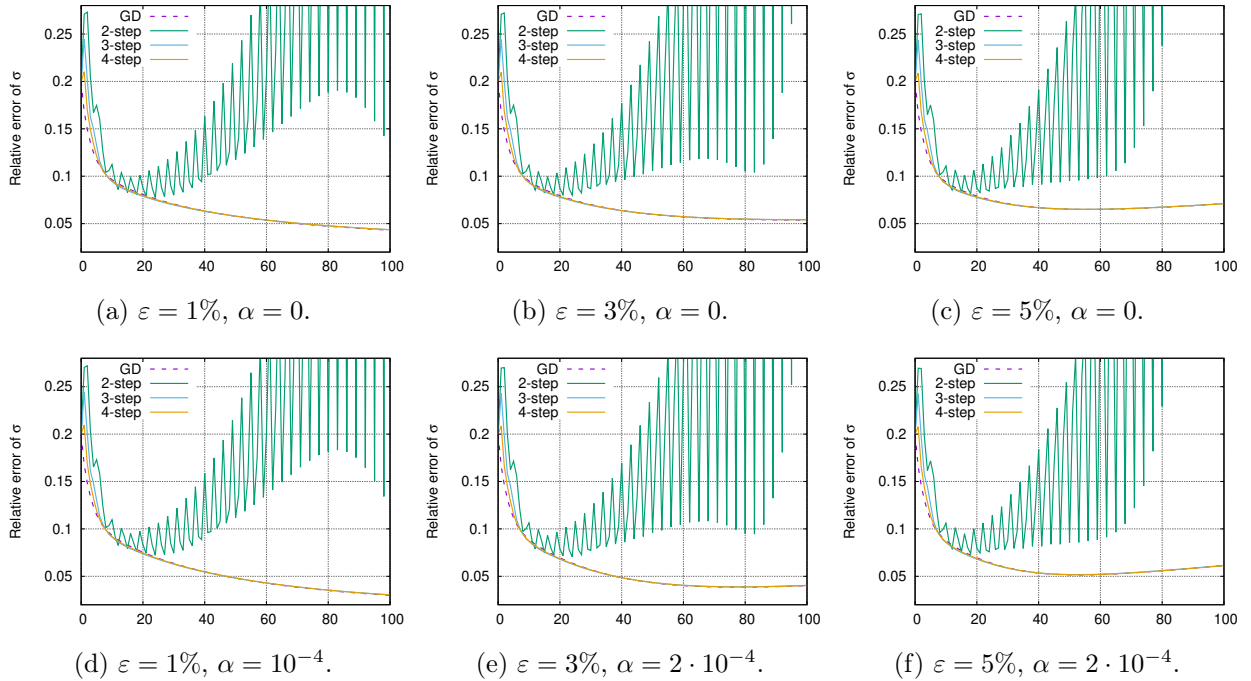 Relative error of σ
0.25
0.2
0.15
0.1
0.05
GD
2-step
3-step
4-step
0 20 40 60 80 100
(a) ε = 1%, α = 0.
Relative error of σ
0.25
0.2
0.15
0.1
0.05
GD
2-step
3-step
4-step
0 20 40 60 80 100
(b) ε = 3%, α = 0.
Relative error of σ
0.25
0.2
0.15
0.1
0.05
GD
2-step
3-step
4-step
0 20 40 60 80 100
(c) ε = 5%, α = 0.
Relative error of σ
0.25
0.2
0.15
0.1
0.05
GD
2-step
3-step
4-step
0 20 40 60 80 100
(d) ε = 1%, α = 10⁻⁴.
Relative error of σ
0.25
0.2
0.15
0.1
0.05
GD
2-step
3-step
4-step
0 20 40 60 80 100
(e) ε = 3%, α = 2 · 10⁻⁴.
Relative error of σ
0.25
0.2
0.15
0.1
0.05
GD
2-step
3-step
4-step
0 20 40 60 80 100
(f) ε = 5%, α = 2 · 10⁻⁴.